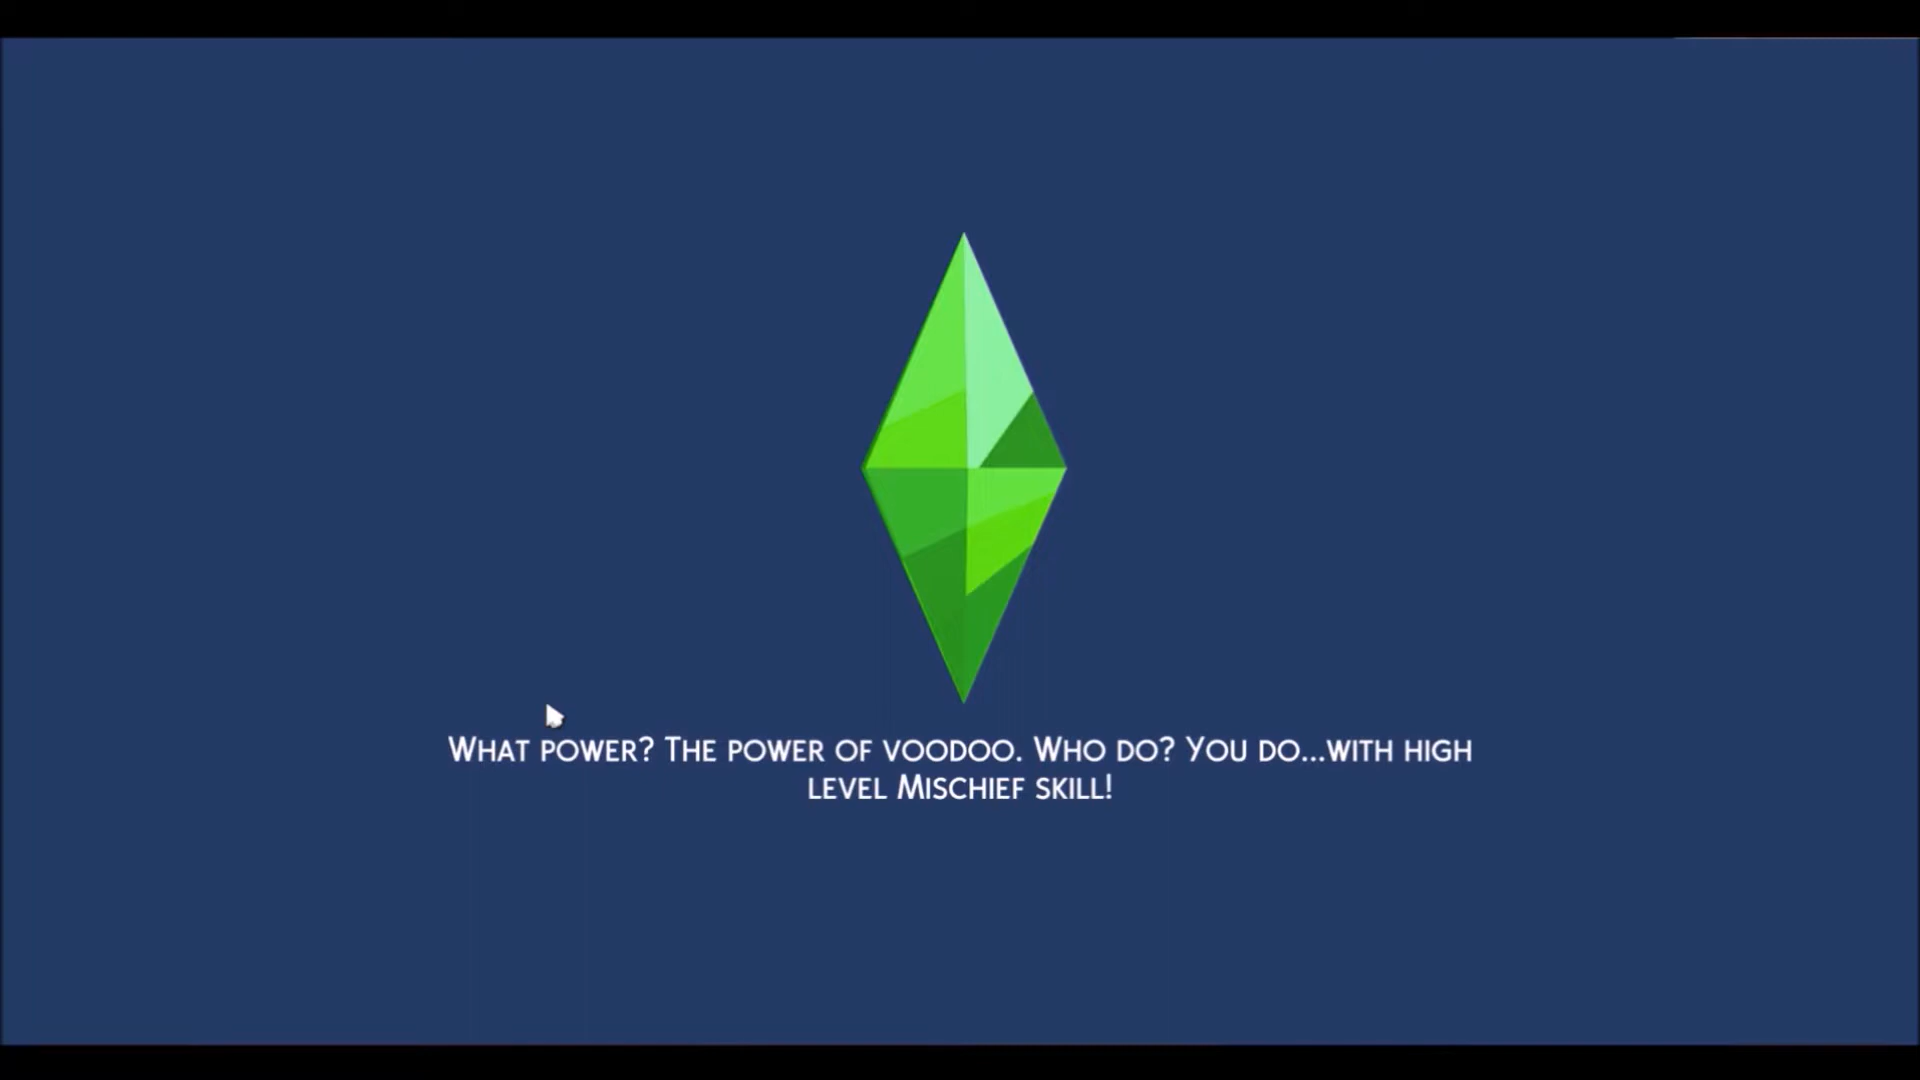 What power? The power of voodoo. Who do? You do...with high
level Mischief skill!